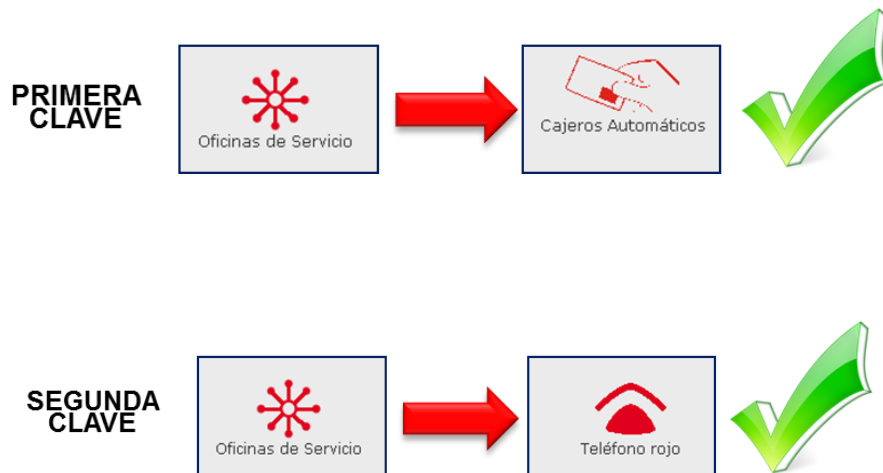 PRIMERA
CLAVE
Oficinas de Servicio
Cajeros Automáticos
SEGUNDA
CLAVE
Oficinas de Servicio
Teléfono rojo